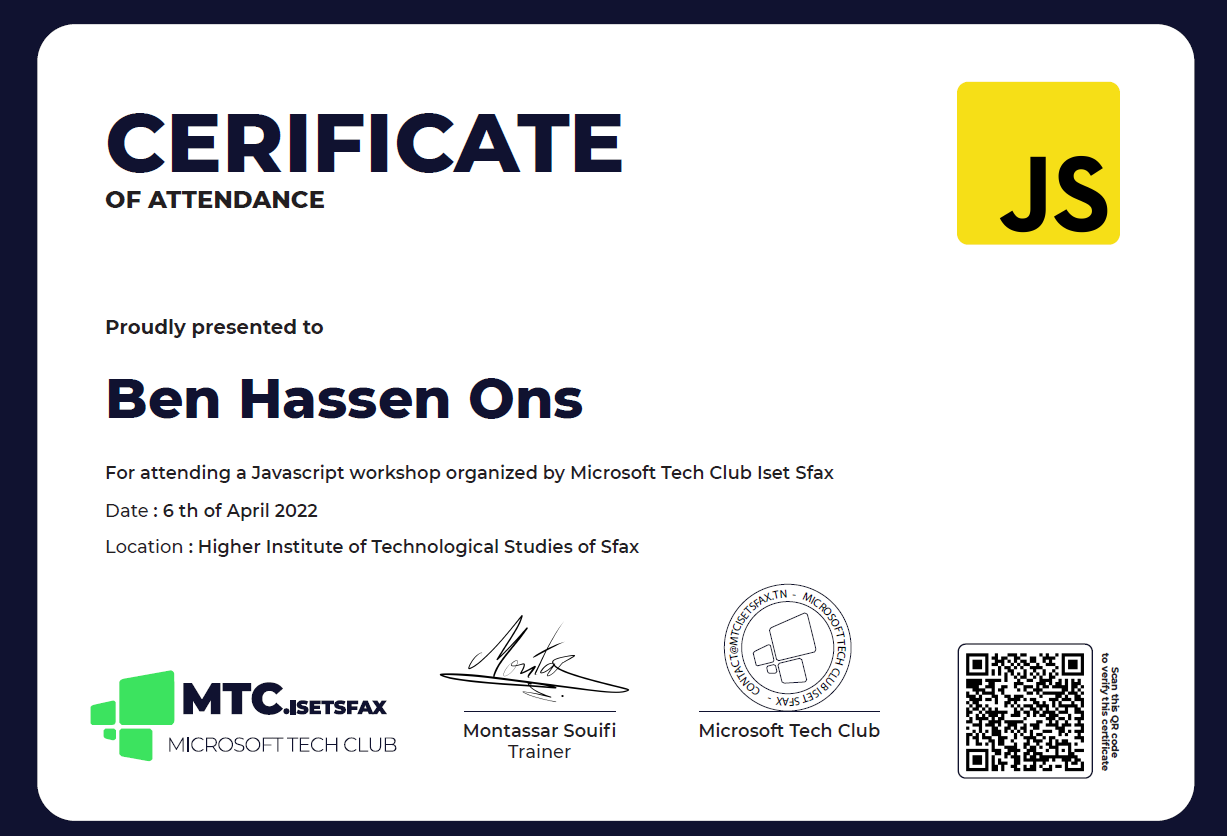 CERIFICATE
OF ATTENDANCE
JS
Proudly presented to
Ben Hassen Ons
For attending a Javascript workshop organized by Microsoft Tech Club Iset Sfax
Date : 6 th of April 2022
Location : Higher Institute of Technological Studies of Sfax
MTC.ISETSFAX
MICROSOFT TECH CLUB
Montas
Montassar Souifi
Trainer
CONTACT@MTCISETSFAX.TN - MICROSOFT TECH CLUB ISET SFAX -
Microsoft Tech Club
Scan this QR code
to verify this certificate